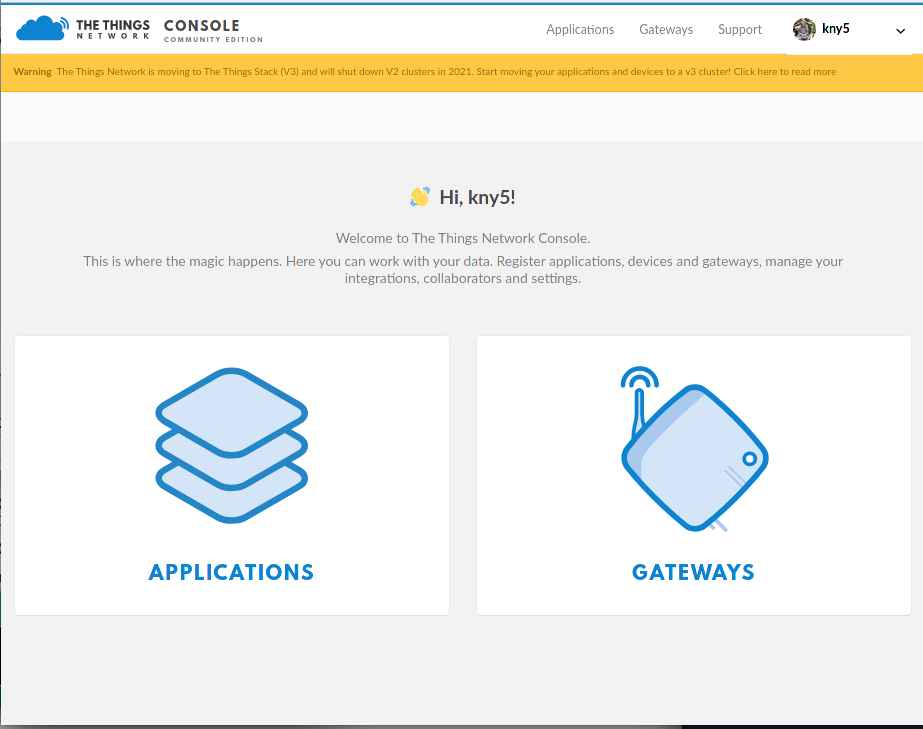 THE THINGS
NETWORK
CONSOLE
COMMUNITY EDITION
Applications
Gateways
Support
kny5
Warning The Things Network is moving to The Things Stack (V3) and will shut down V2 clusters in 2021. Start moving your applications and devices to a v3 cluster! Click here to read more
Hi, kny5!
Welcome to The Things Network Console.
This is where the magic happens. Here you can work with your data. Register applications, devices and gateways, manage your
integrations, collaborators and settings.
APPLICATIONS
GATEWAYS